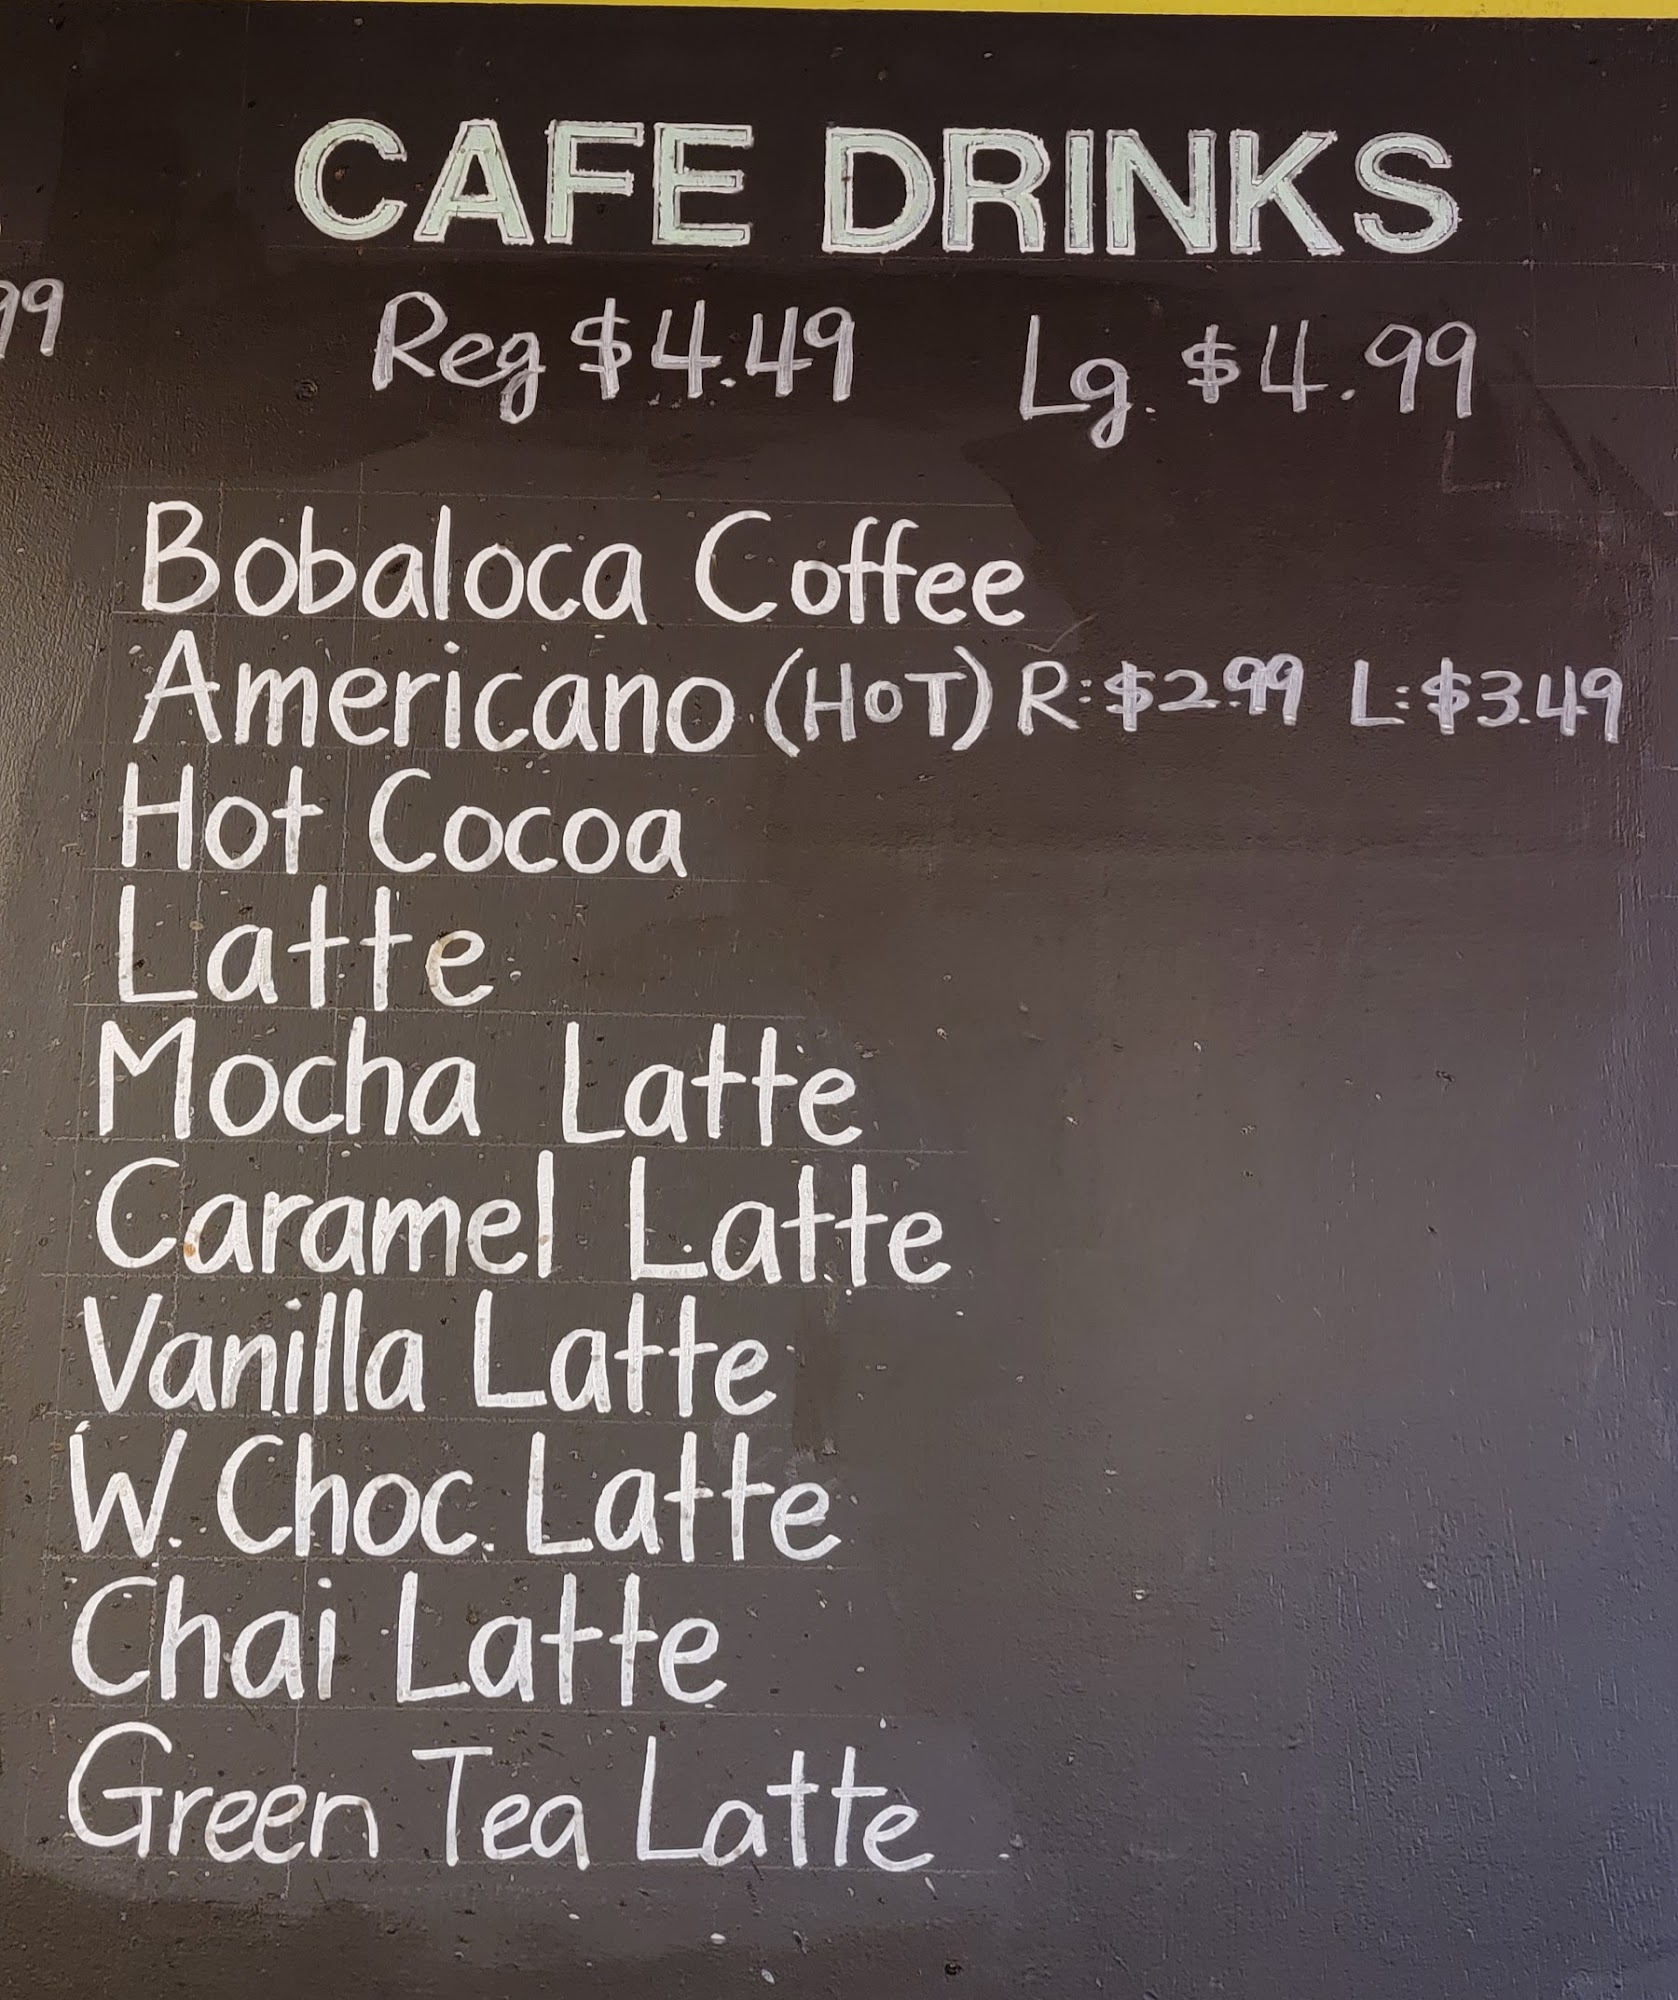 CAFE DRINKS
99
Reg $4.49 Lg. $4.99
Bobaloca Coffee
Americano (HOT) R: $2.99 L: $3.49
Hot Cocoa
Latte
Mocha Latte
Caramel Latte
Vanilla Latte
W. Choc. Latte
Chai Latte
Green Tea Latte